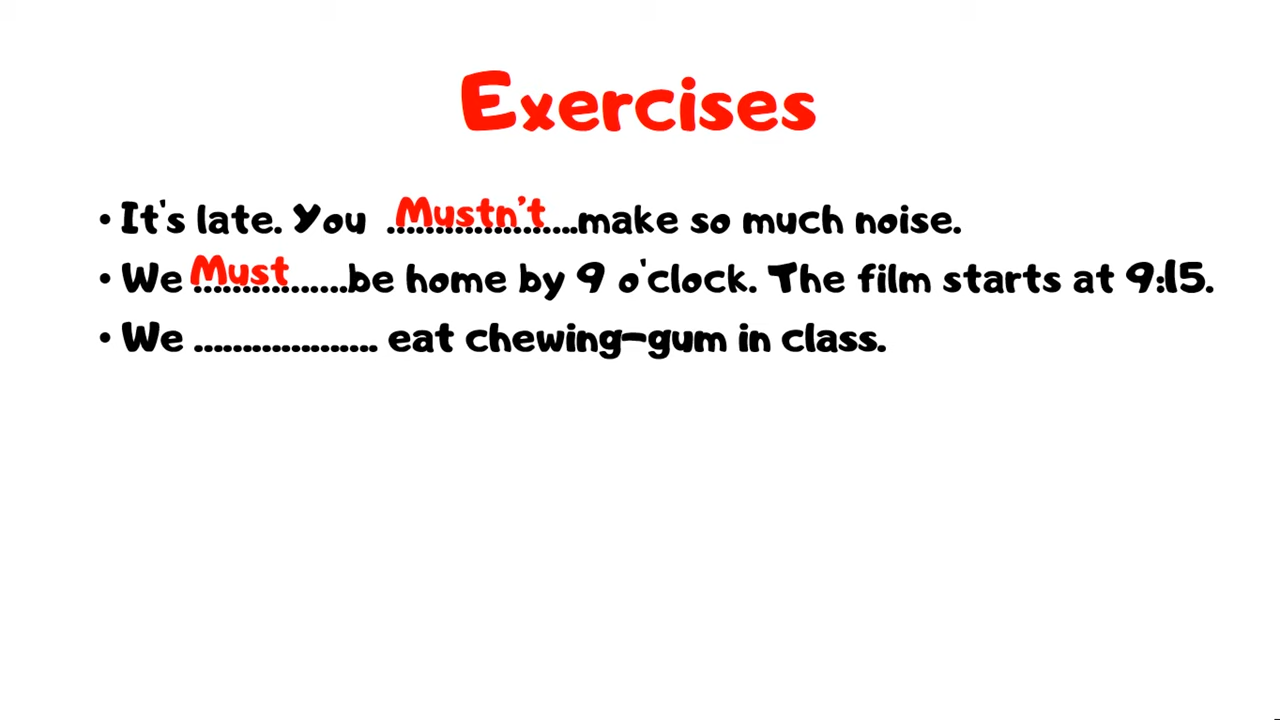 Exercises
• It's late. You ..Mustn't..make so much noise.
• We ..Must......be home by 9 o'clock. The film starts at 9:15.
• We ................... eat chewing-gum in class.